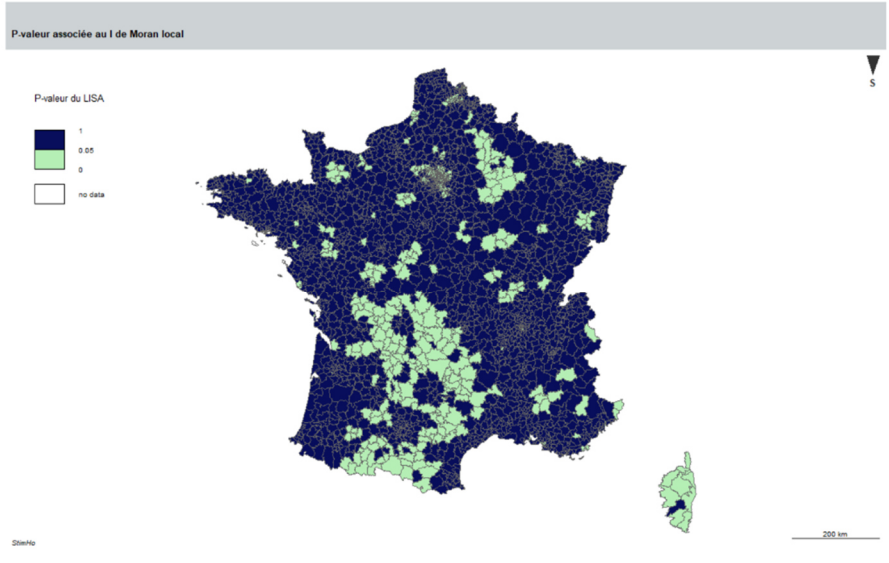 P-valeur associée au I de Moran local
S
P-valeur du LISA
1
0.05
0
no data
200 km
StimHo